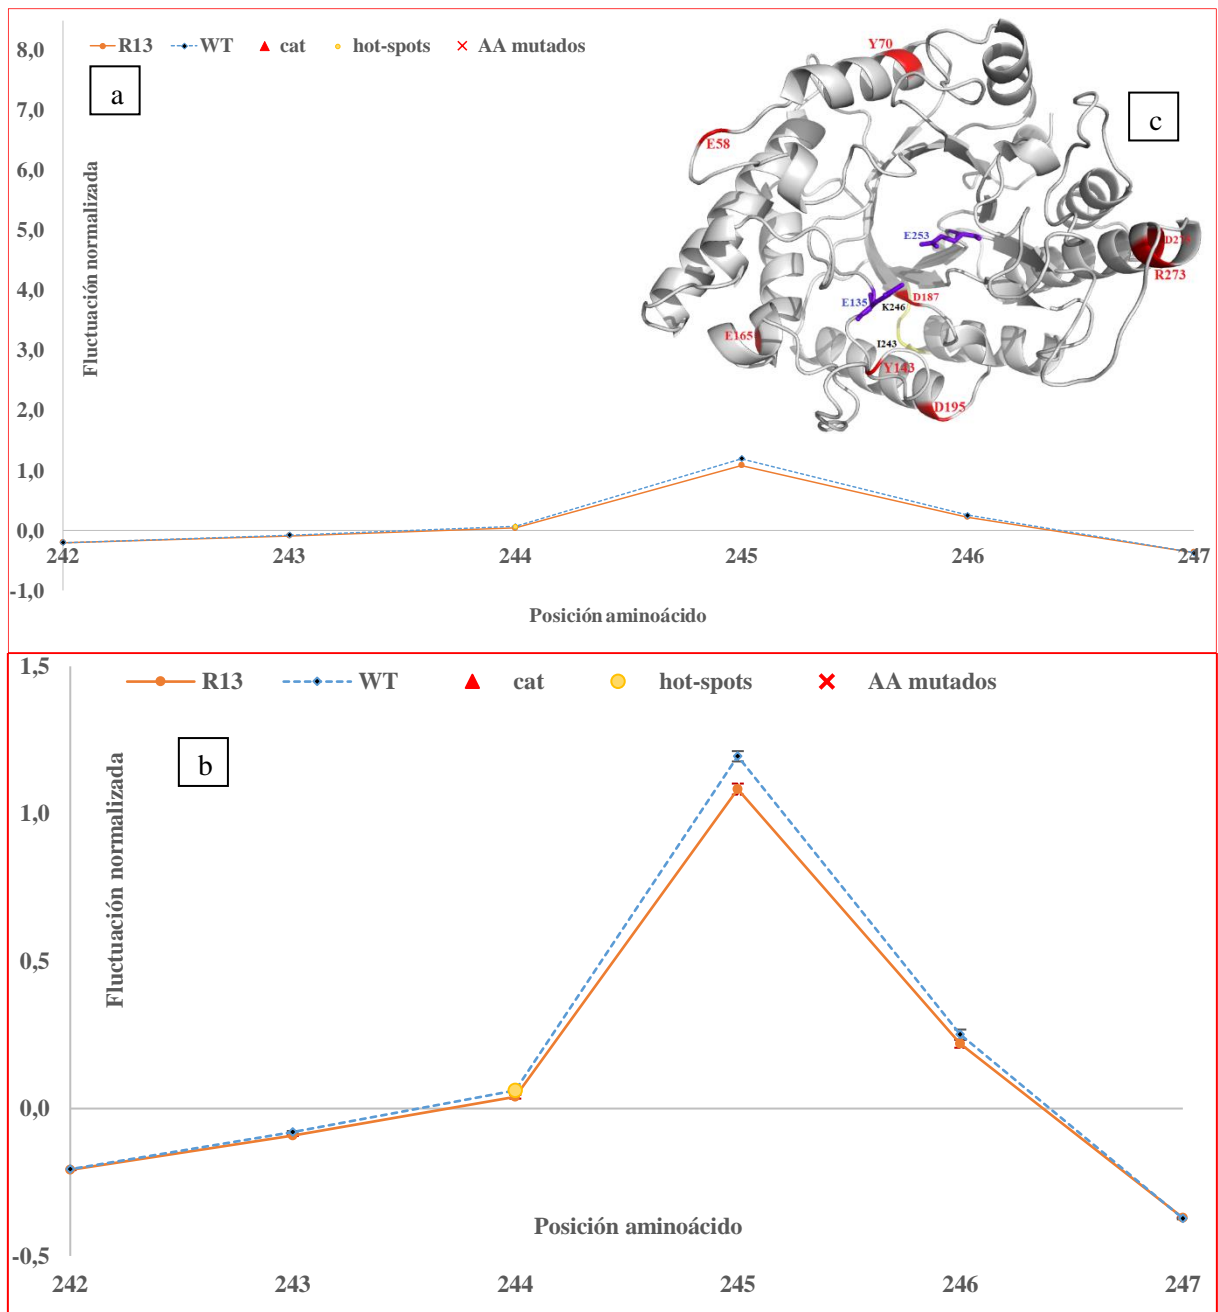 8,0
7,0
6,0
5,0
4,0
3,0
2,0
1,0
0,0
-1,0
R13 WT cat hot-spots AA mutados
a
Fluctuación normalizada
242 243 244 245 246 247
Posición aminoácido
c
Y70
E58
E253
R273
E135
K246
D187
E165
I243
Y143
D195
1,5
1,0
0,5
0,0
-0,5
R13 WT cat hot-spots AA mutados
b
Fluctuación normalizada
Posición aminoácido
242 243 244 245 246 247